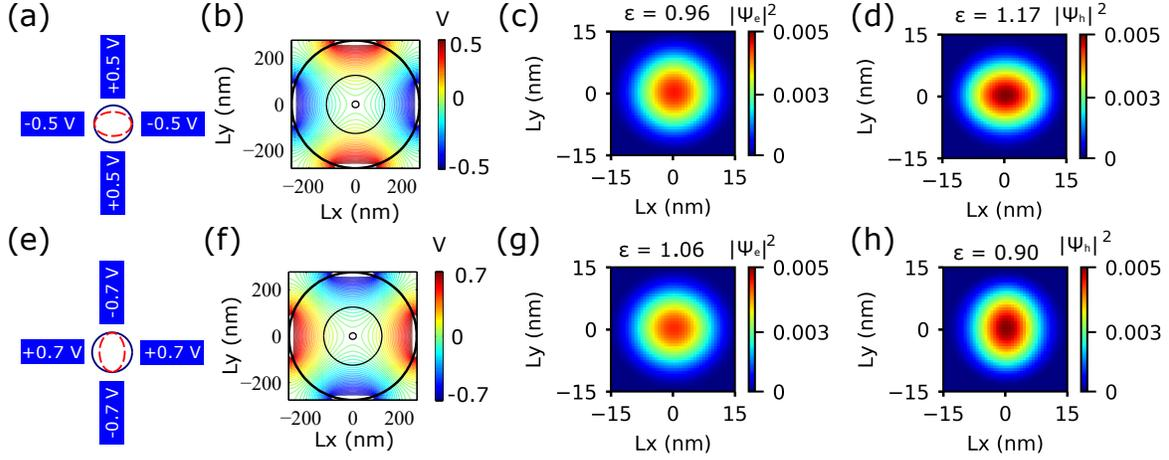 (a)
+0.5 V
-0.5 V
-0.5 V
+0.5 V
(b)
V
200
0
−200
Ly (nm)
−200 0 200
Lx (nm)
0.5
0
-0.5
(c)
ε = 0.96 |Ψe|²
15
0
−15
Ly (nm)
−15 0 15
Lx (nm)
0.005
0.003
0
(d)
ε = 1.17 |Ψh|²
15
0
−15
Ly (nm)
−15 0 15
Lx (nm)
0.005
0.003
0
(e)
-0.7 V
+0.7 V
+0.7 V
-0.7 V
(f)
V
200
0
−200
Ly (nm)
−200 0 200
Lx (nm)
0.7
0
-0.7
(g)
ε = 1.06 |Ψe|²
15
0
−15
Ly (nm)
−15 0 15
Lx (nm)
0.005
0.003
0
(h)
ε = 0.90 |Ψh|²
15
0
−15
Ly (nm)
−15 0 15
Lx (nm)
0.005
0.003
0